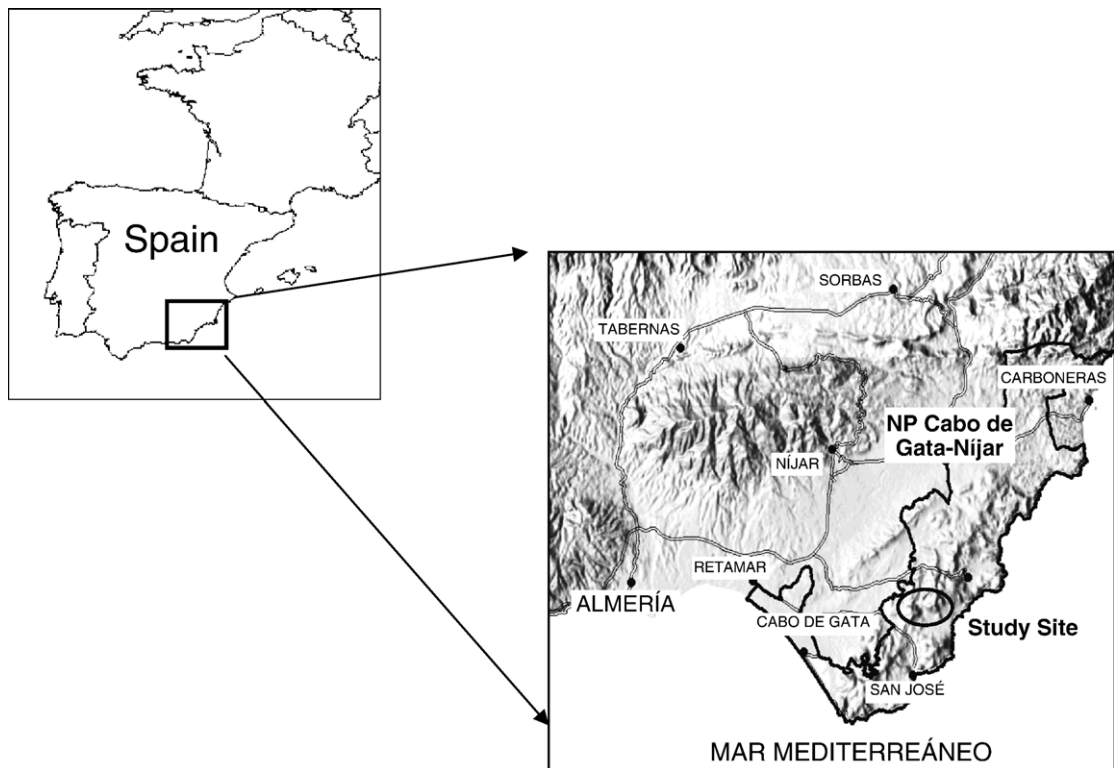 Spain
SORBAS
TABERNAS
CARBONERAS
NP Cabo de
Gata-Níjar
NÍJAR
RETAMAR
ALMERÍA
CABO DE GATA
Study Site
SAN JOSÉ
MAR MEDITERREÁNEO